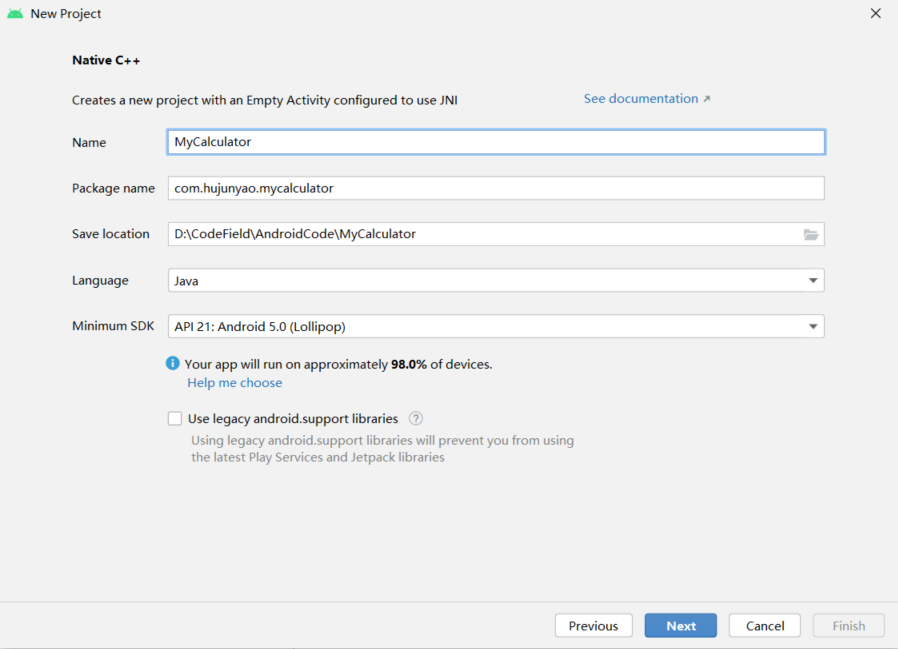 New Project
Native C++
Creates a new project with an Empty Activity configured to use JNI
See documentation
Name
MyCalculator
Package name
com.hujunyao.mycalculator
Save location
D:\CodeField\AndroidCode\MyCalculator
Language
Java
Minimum SDK
API 21: Android 5.0 (Lollipop)
Your app will run on approximately 98.0% of devices.
Help me choose
Use legacy android.support libraries ?
Using legacy android.support libraries will prevent you from using
the latest Play Services and Jetpack libraries
Previous
Next
Cancel
Finish